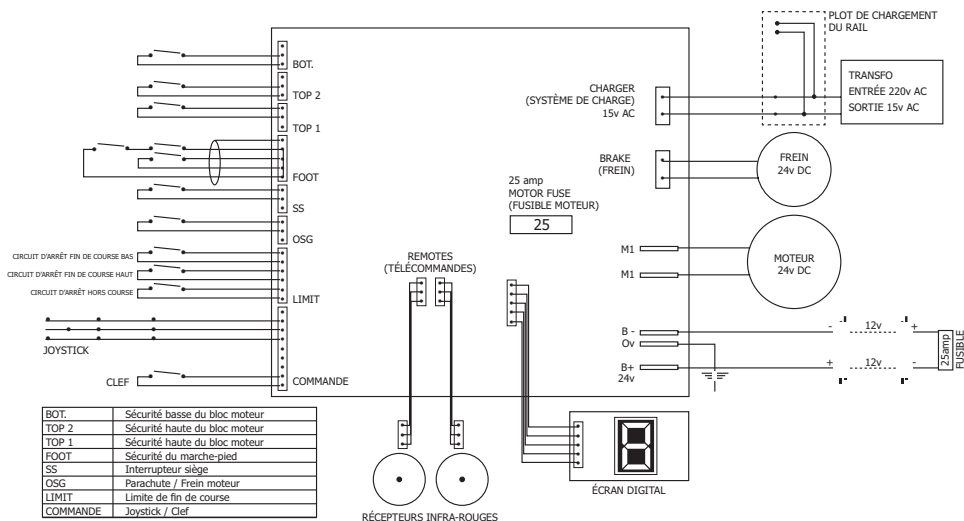 PLOT DE CHARGEMENT
DU RAIL
BOT.
TOP 2
TOP 1
FOOT
SS
OSG
LIMIT
COMMANDE
CIRCUIT D'ARRÊT FIN DE COURSE BAS
CIRCUIT D'ARRÊT FIN DE COURSE HAUT
CIRCUIT D'ARRÊT HORS COURSE
JOYSTICK
CLEF
CHARGER
(SYSTÈME DE CHARGE)
15v AC
TRANSFO
ENTRÉE 220v AC
SORTIE 15v AC
BRAKE
(FREIN)
FREIN
24v DC
25 amp
MOTOR FUSE
(FUSIBLE MOTEUR)
25
M1
M1
MOTEUR
24v DC
REMOTES
(TÉLÉCOMMANDES)
B -
Ov
B+
24v
- 12v +
+ 12v -
25amp
FUSIBLE
BOT. Sécurité basse du bloc moteur
TOP 2 Sécurité haute du bloc moteur
TOP 1 Sécurité haute du bloc moteur
FOOT Sécurité du marche-pied
SS Interrupteur siège
OSG Parachute / Frein moteur
LIMIT Limite de fin de course
COMMANDE Joystick / Clef
RÉCEPTEURS INFRA-ROUGES
8
ÉCRAN DIGITAL